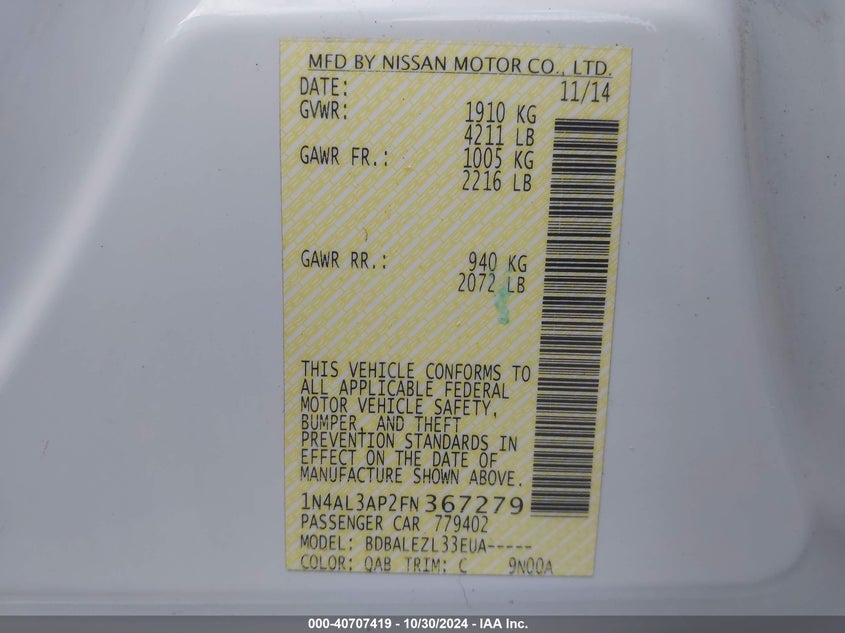 MFD BY NISSAN MOTOR CO., LTD.
DATE: 11/14
GVWR: 1910 KG
4211 LB
GAWR FR.: 1005 KG
2216 LB
GAWR RR.: 940 KG
2072 LB
THIS VEHICLE CONFORMS TO
ALL APPLICABLE FEDERAL
MOTOR VEHICLE SAFETY,
BUMPER, AND THEFT
PREVENTION STANDARDS IN
EFFECT ON THE DATE OF
MANUFACTURE SHOWN ABOVE.
1N4AL3AP2FN367279
PASSENGER CAR 779402
MODEL: BDBALEZL33EUA-----
COLOR: QAB TRIM: C 9NQQA
000-40707419 - 10/30/2024 - IAA Inc.